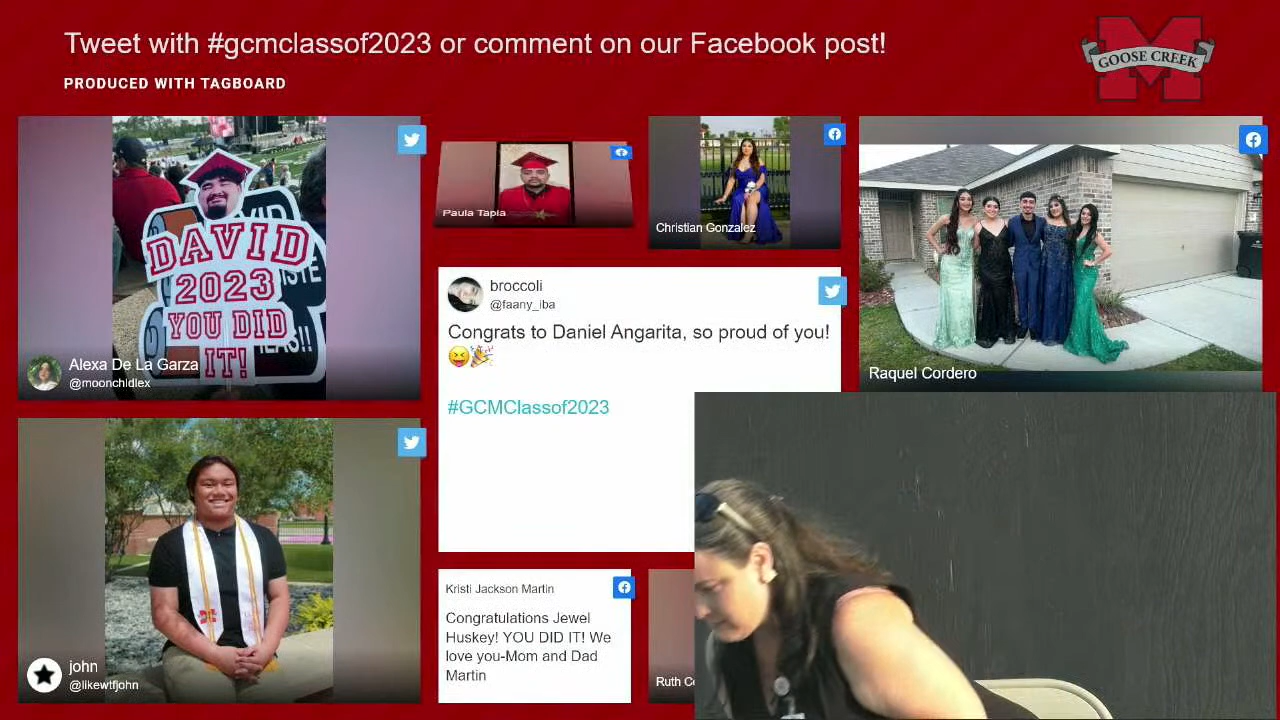 Tweet with #gcmclassof2023 or comment on our Facebook post!
PRODUCED WITH TAGBOARD
M
GOOSE CREEK
DAVID
2023
YOU DID
IT!
Alexa De La Garza
@moonchidlex
Paula Tapia
Christian Gonzalez
Raquel Cordero
broccoli
@faany_iba
Congrats to Daniel Angarita, so proud of you!
😝🎉
#GCMClassof2023
john
@likewtfjohn
Kristi Jackson Martin
Congratulations Jewel
Huskey! YOU DID IT! We
love you-Mom and Dad
Martin
Ruth